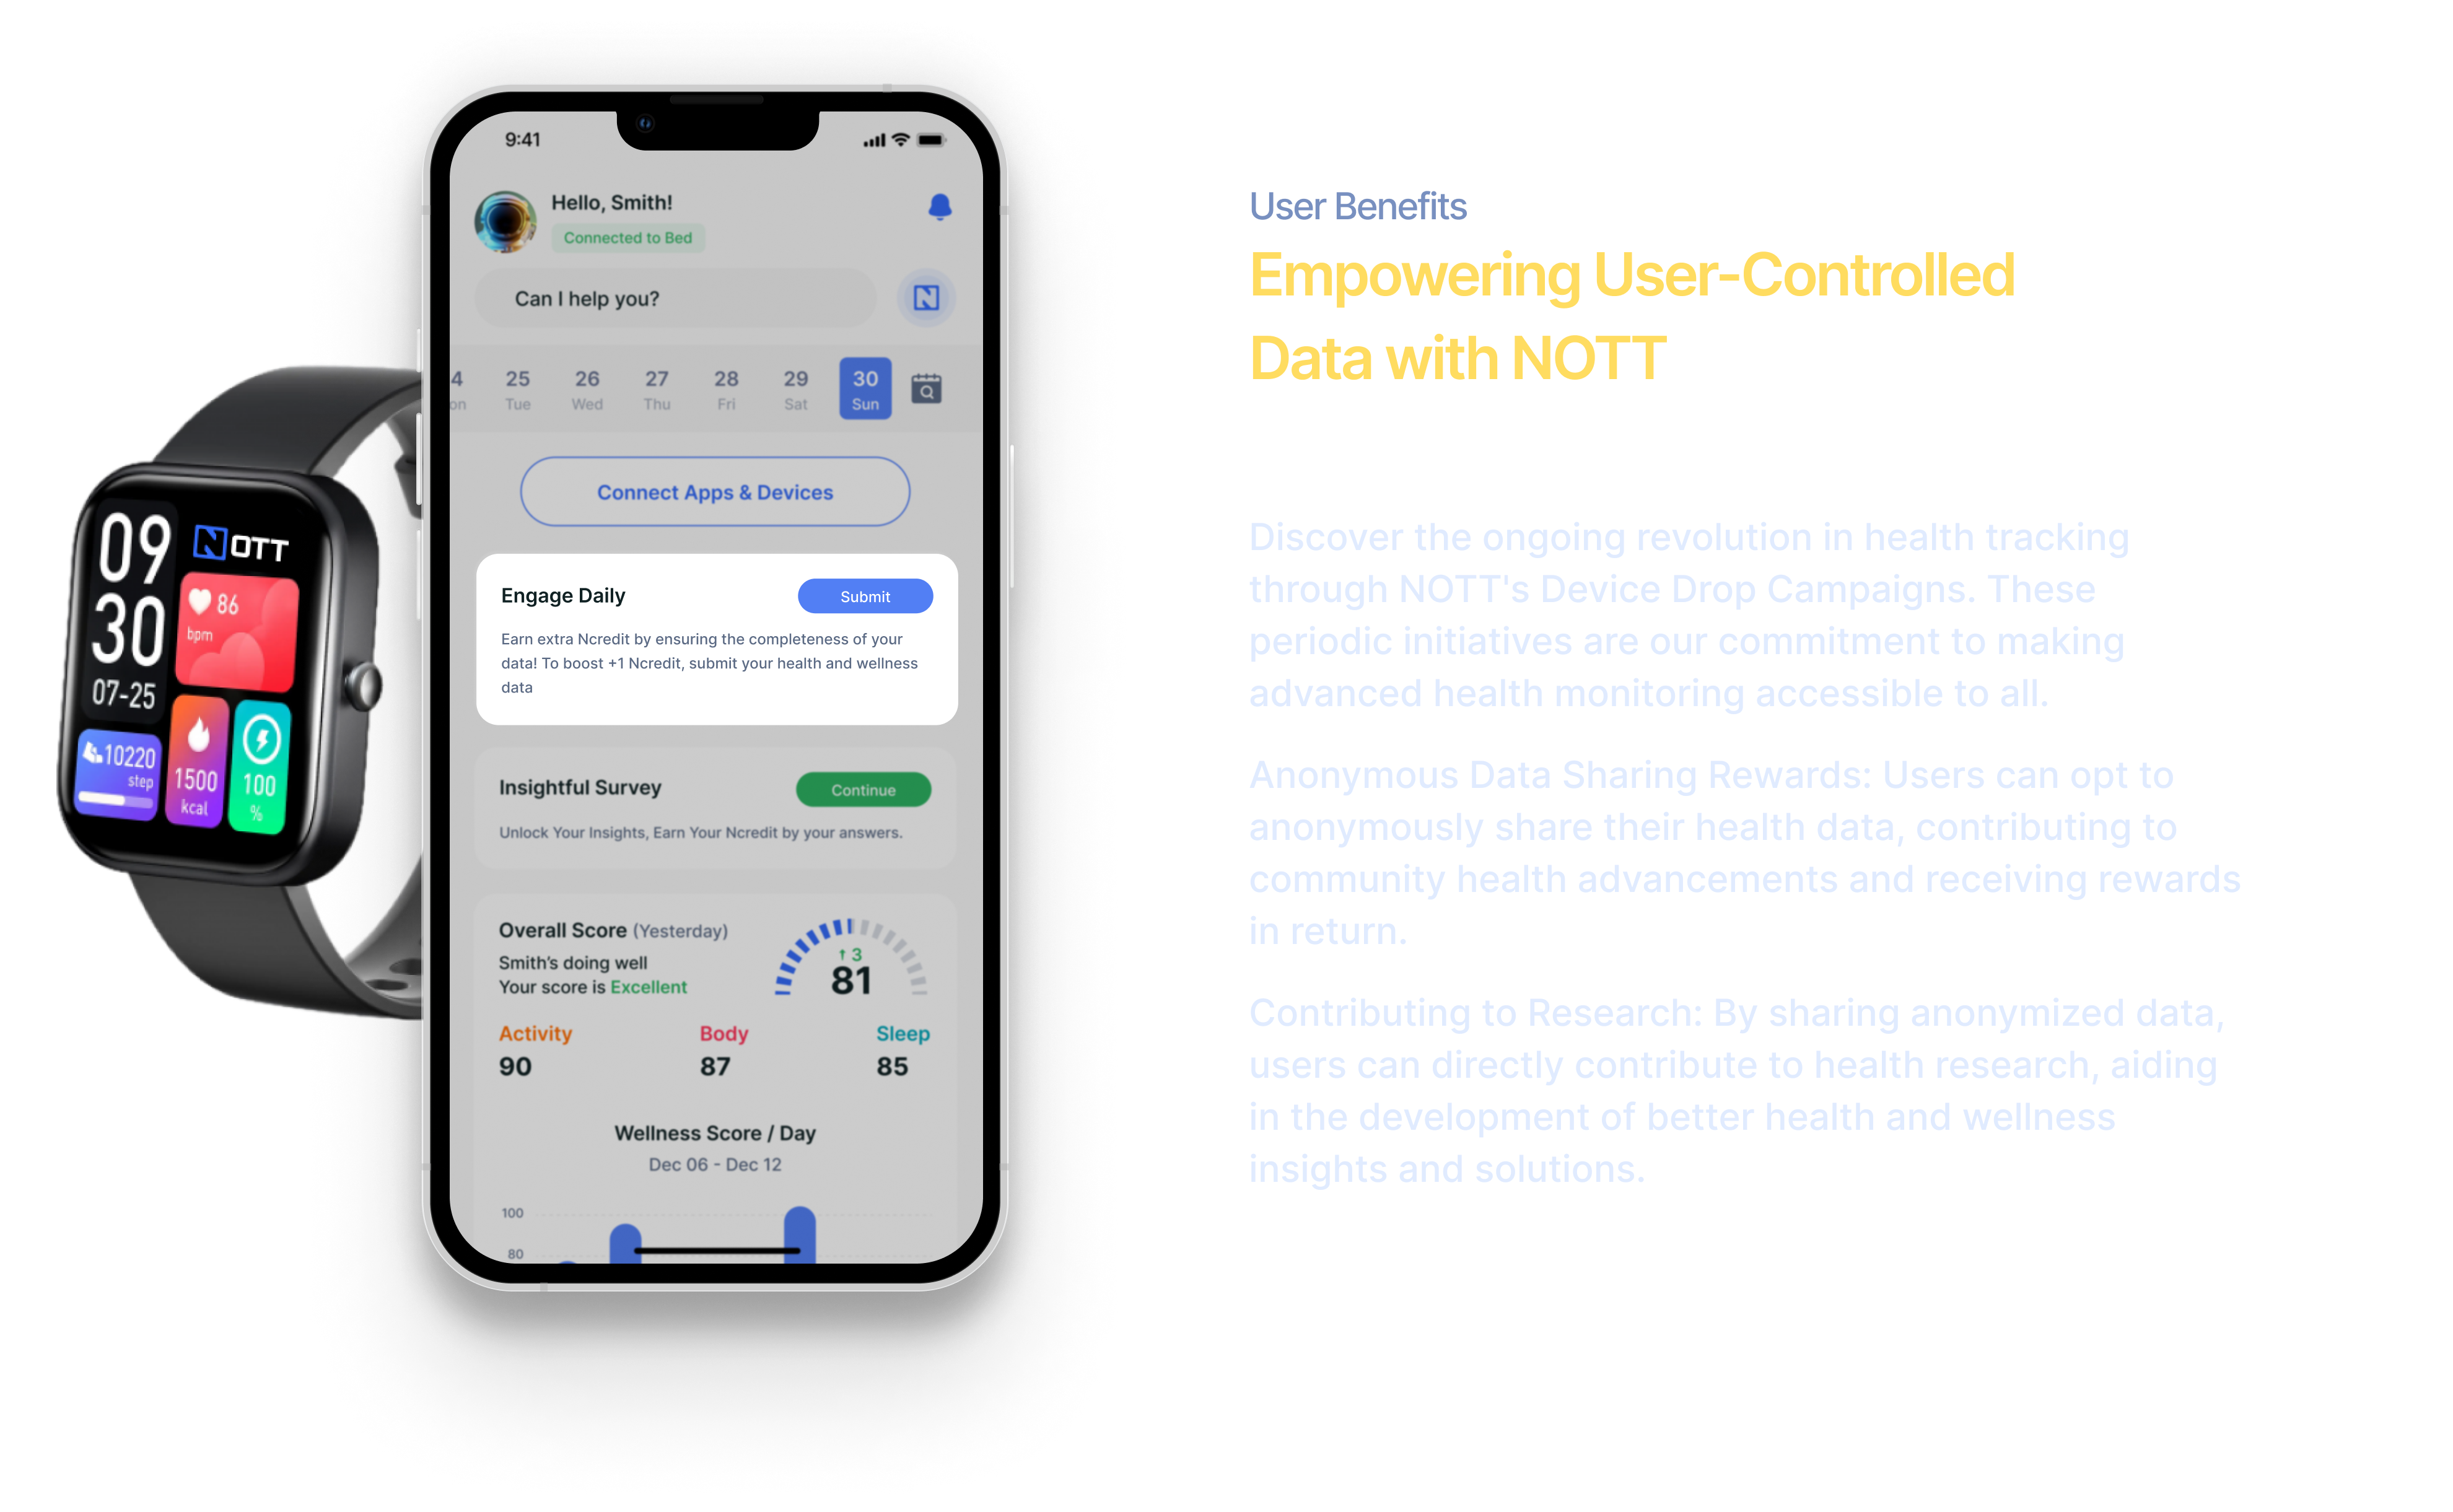 09
30
07-25
NOTT
86
bpm
10220
step
1500
kcal
100
%
9:41
Hello, Smith!
Connected to Bed
Can I help you?
4 25 26 27 28 29 30
on Tue Wed Thu Fri Sat Sun
Connect Apps & Devices
Engage Daily
Submit
Earn extra Ncredit by ensuring the completeness of your
data! To boost +1 Ncredit, submit your health and wellness
data
Insightful Survey
Continue
Unlock Your Insights, Earn Your Ncredit by your answers.
Overall Score (Yesterday)
Smith's doing well
Your score is Excellent
↑ 3
81
Activity Body Sleep
90 87 85
Wellness Score / Day
Dec 06 - Dec 12
100
80
User Benefits
Empowering User-Controlled
Data with NOTT
Discover the ongoing revolution in health tracking
through NOTT's Device Drop Campaigns. These
periodic initiatives are our commitment to making
advanced health monitoring accessible to all.
Anonymous Data Sharing Rewards: Users can opt to
anonymously share their health data, contributing to
community health advancements and receiving rewards
in return.
Contributing to Research: By sharing anonymized data,
users can directly contribute to health research, aiding
in the development of better health and wellness
insights and solutions.